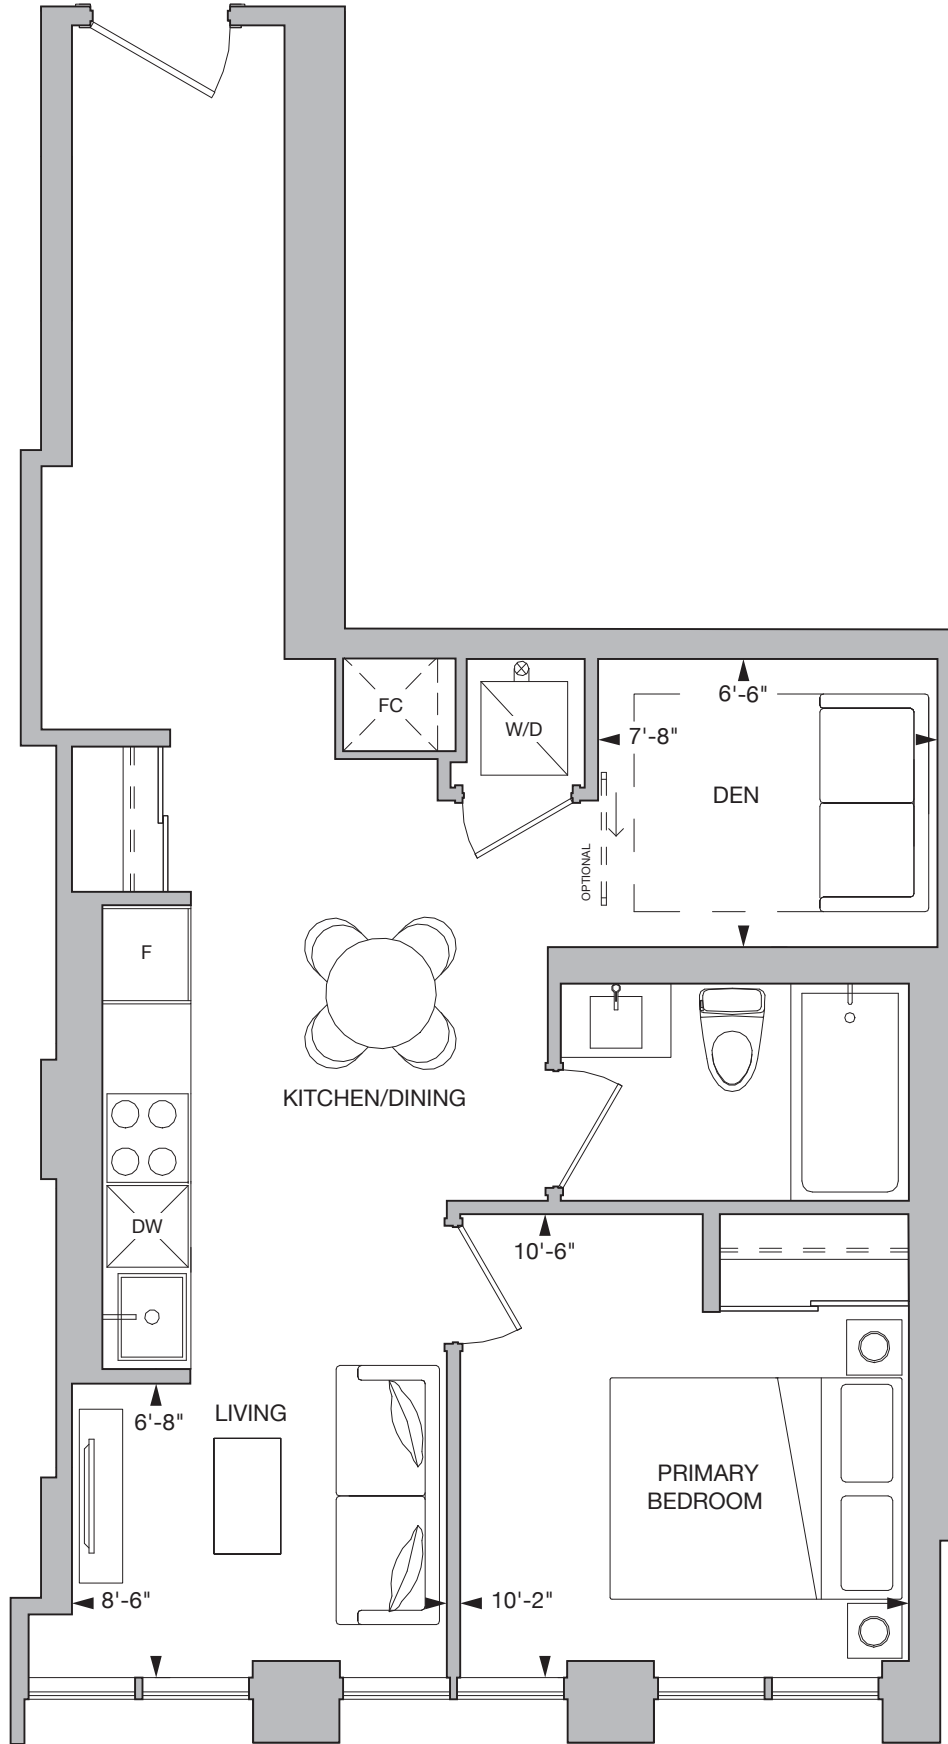 FC
W/D
6'-6"
7'-8"
DEN
OPTIONAL
F
KITCHEN/DINING
DW
10'-6"
6'-8"
LIVING
PRIMARY
BEDROOM
8'-6"
10'-2"